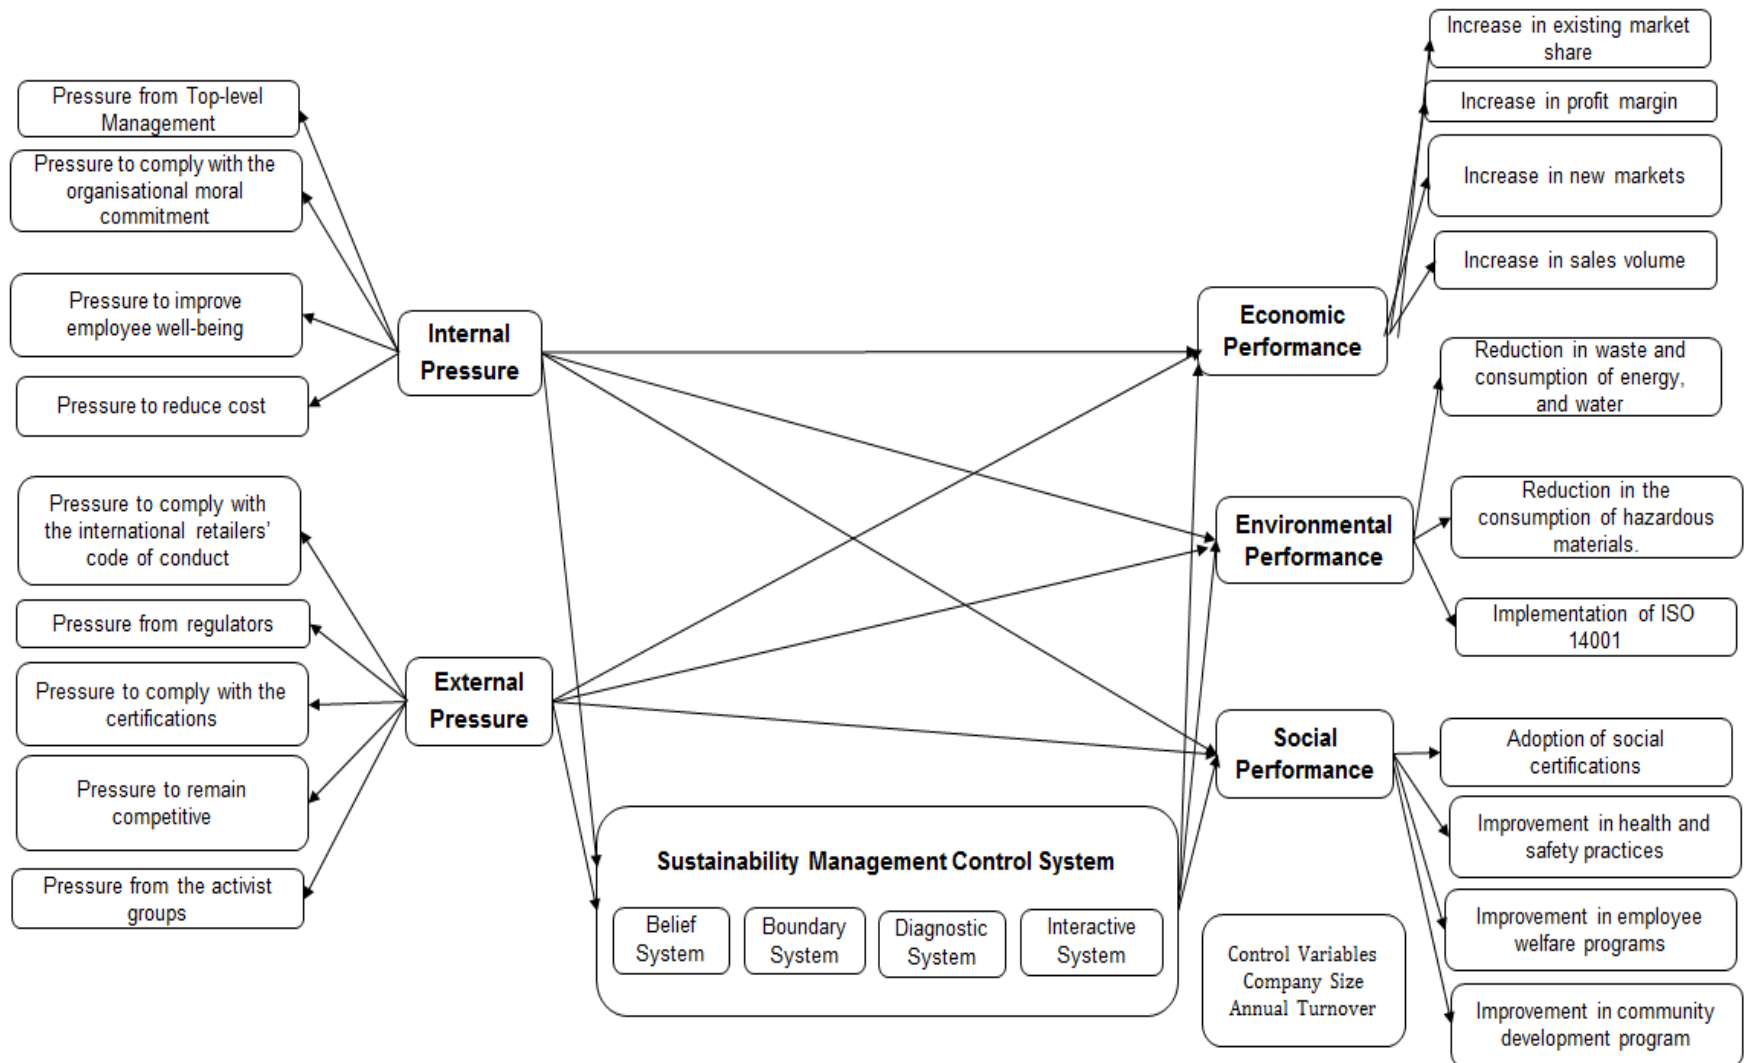 Pressure from Top-level
Management
Pressure to comply with the
organisational moral
commitment
Pressure to improve
employee well-being
Pressure to reduce cost
Pressure to comply with
the international retailers’
code of conduct
Pressure from regulators
Pressure to comply with the
certifications
Pressure to remain
competitive
Pressure from the activist
groups
Internal
Pressure
External
Pressure
Sustainability Management Control System
Belief
System
Boundary
System
Diagnostic
System
Interactive
System
Economic
Performance
Environmental
Performance
Social
Performance
Control Variables
Company Size
Annual Turnover
Increase in existing market
share
Increase in profit margin
Increase in new markets
Increase in sales volume
Reduction in waste and
consumption of energy,
and water
Reduction in the
consumption of hazardous
materials.
Implementation of ISO
14001
Adoption of social
certifications
Improvement in health and
safety practices
Improvement in employee
welfare programs
Improvement in community
development program